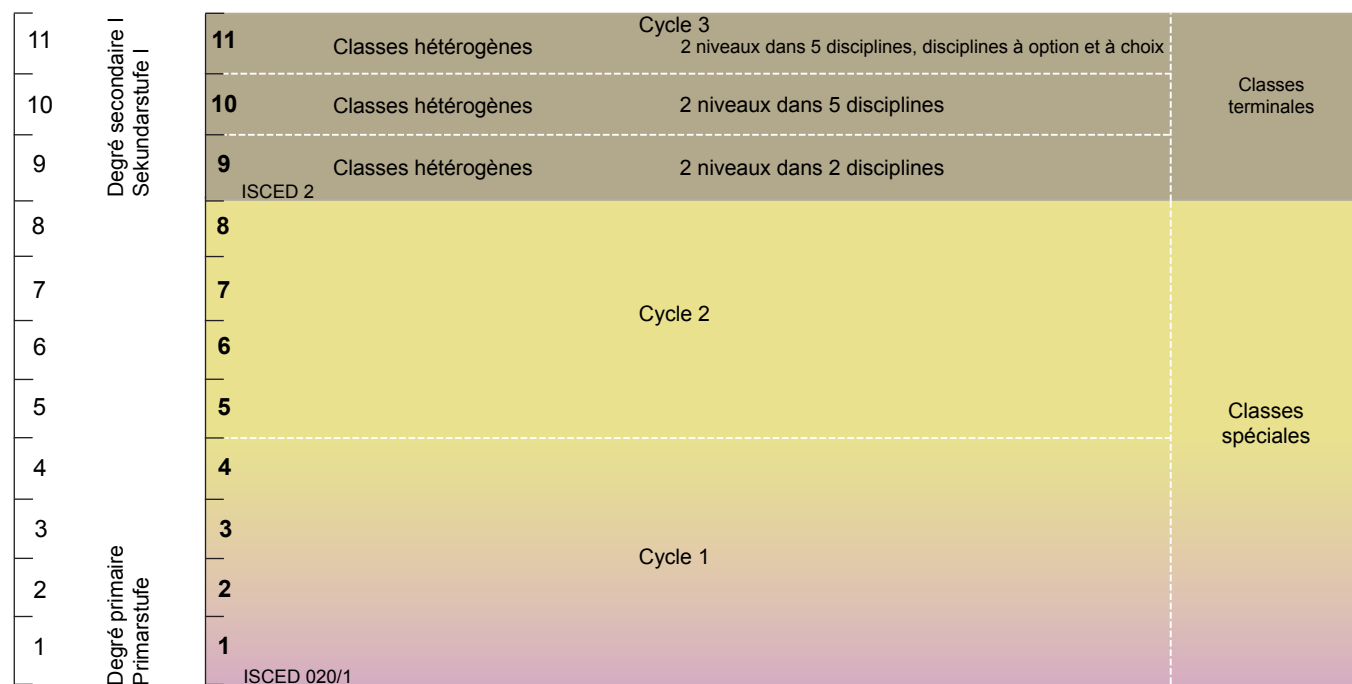 11
Degré secondaire I
Sekundarstufe I
11
Cycle 3
Classes hétérogènes
2 niveaux dans 5 disciplines, disciplines à option et à choix
Classes
terminales
10
10
Classes hétérogènes
2 niveaux dans 5 disciplines
9
9
Classes hétérogènes
2 niveaux dans 2 disciplines
ISCED 2
8
8
7
7
Cycle 2
6
6
5
5
Classes
spéciales
4
4
3
3
Cycle 1
Degré primaire
Primarstufe
2
2
1
1
ISCED 020/1